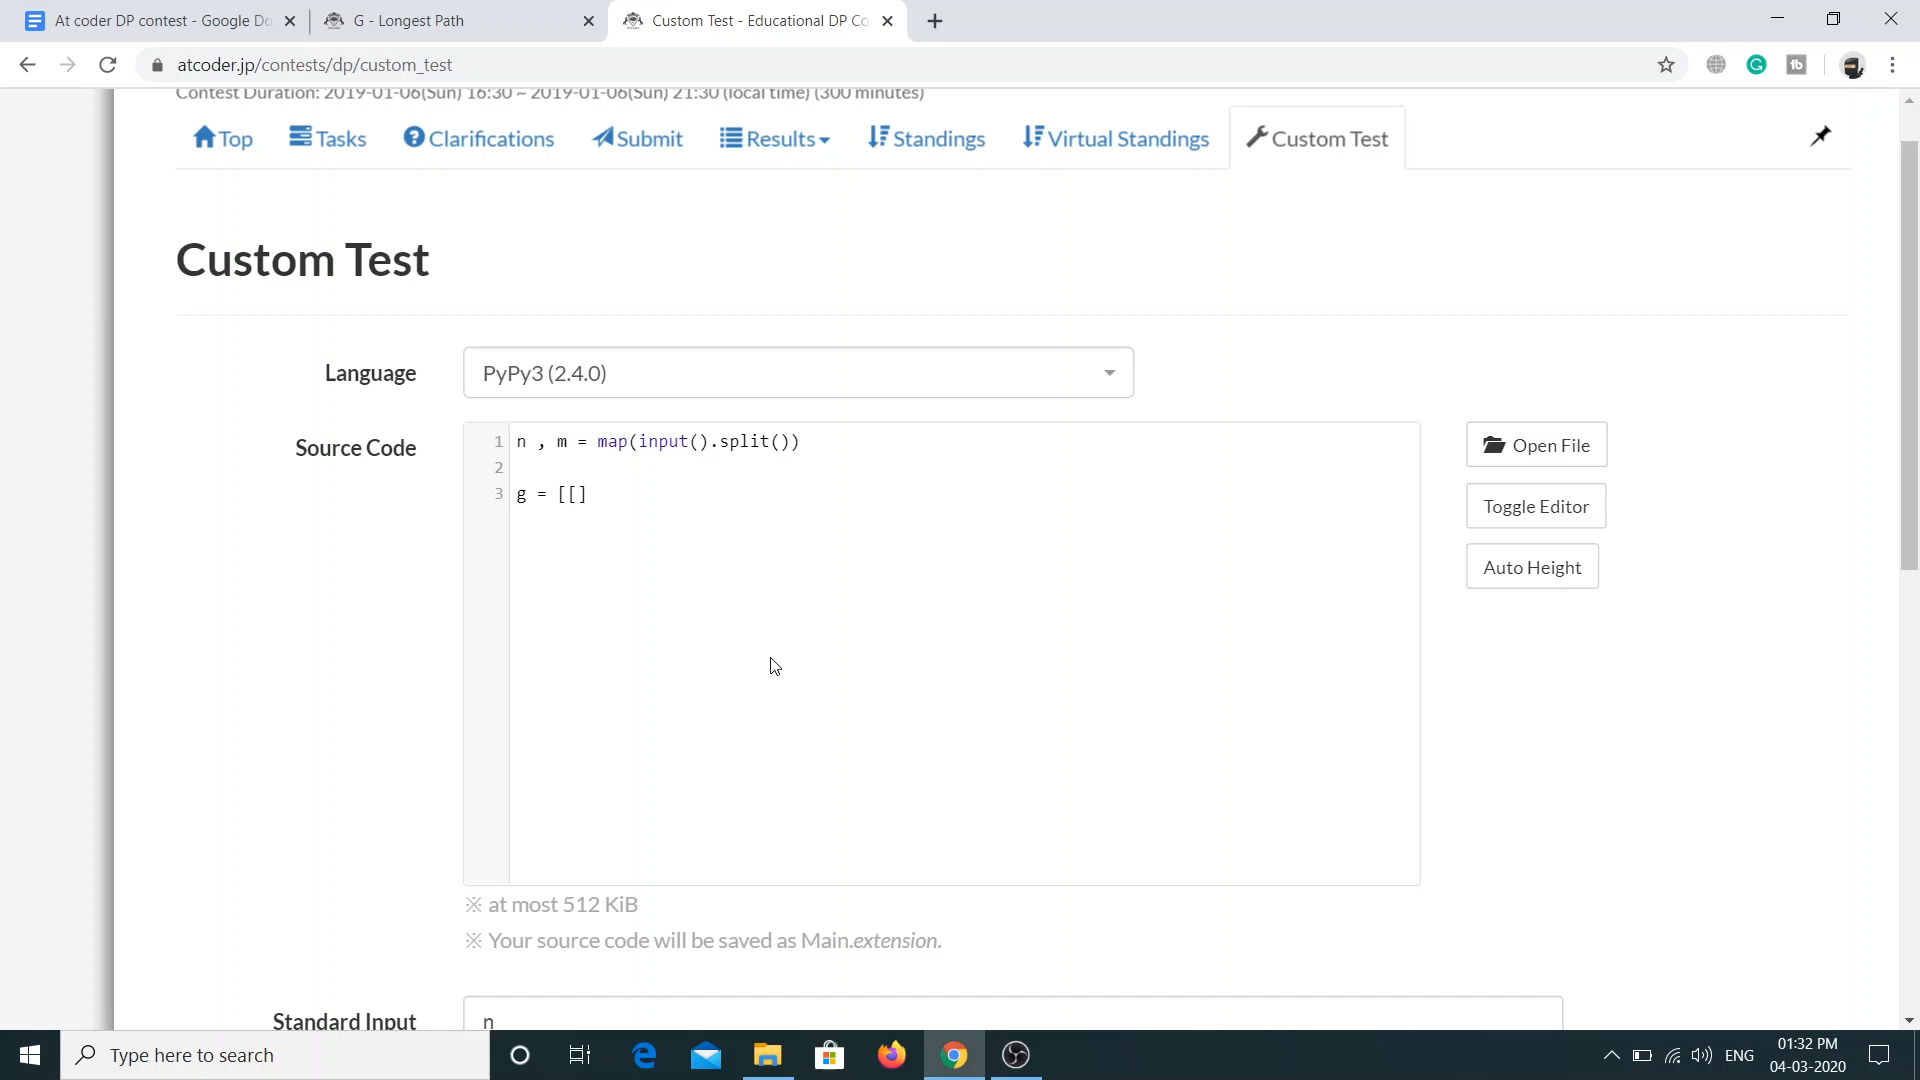 At coder DP contest - Google Do
G - Longest Path
Custom Test - Educational DP Co
atcoder.jp/contests/dp/custom_test
Contest Duration: 2019-01-06(Sun) 16:30 ~ 2019-01-06(Sun) 21:30 (local time) (300 minutes)
Top Tasks Clarifications Submit Results Standings Virtual Standings Custom Test
Custom Test
Language
PyPy3 (2.4.0)
Source Code
1 n , m = map(input().split())
2
3 g = [[]
Open File
Toggle Editor
Auto Height
※ at most 512 KiB
※ Your source code will be saved as Main.extension.
Standard Input
n
Type here to search
ENG
01:32 PM
04-03-2020